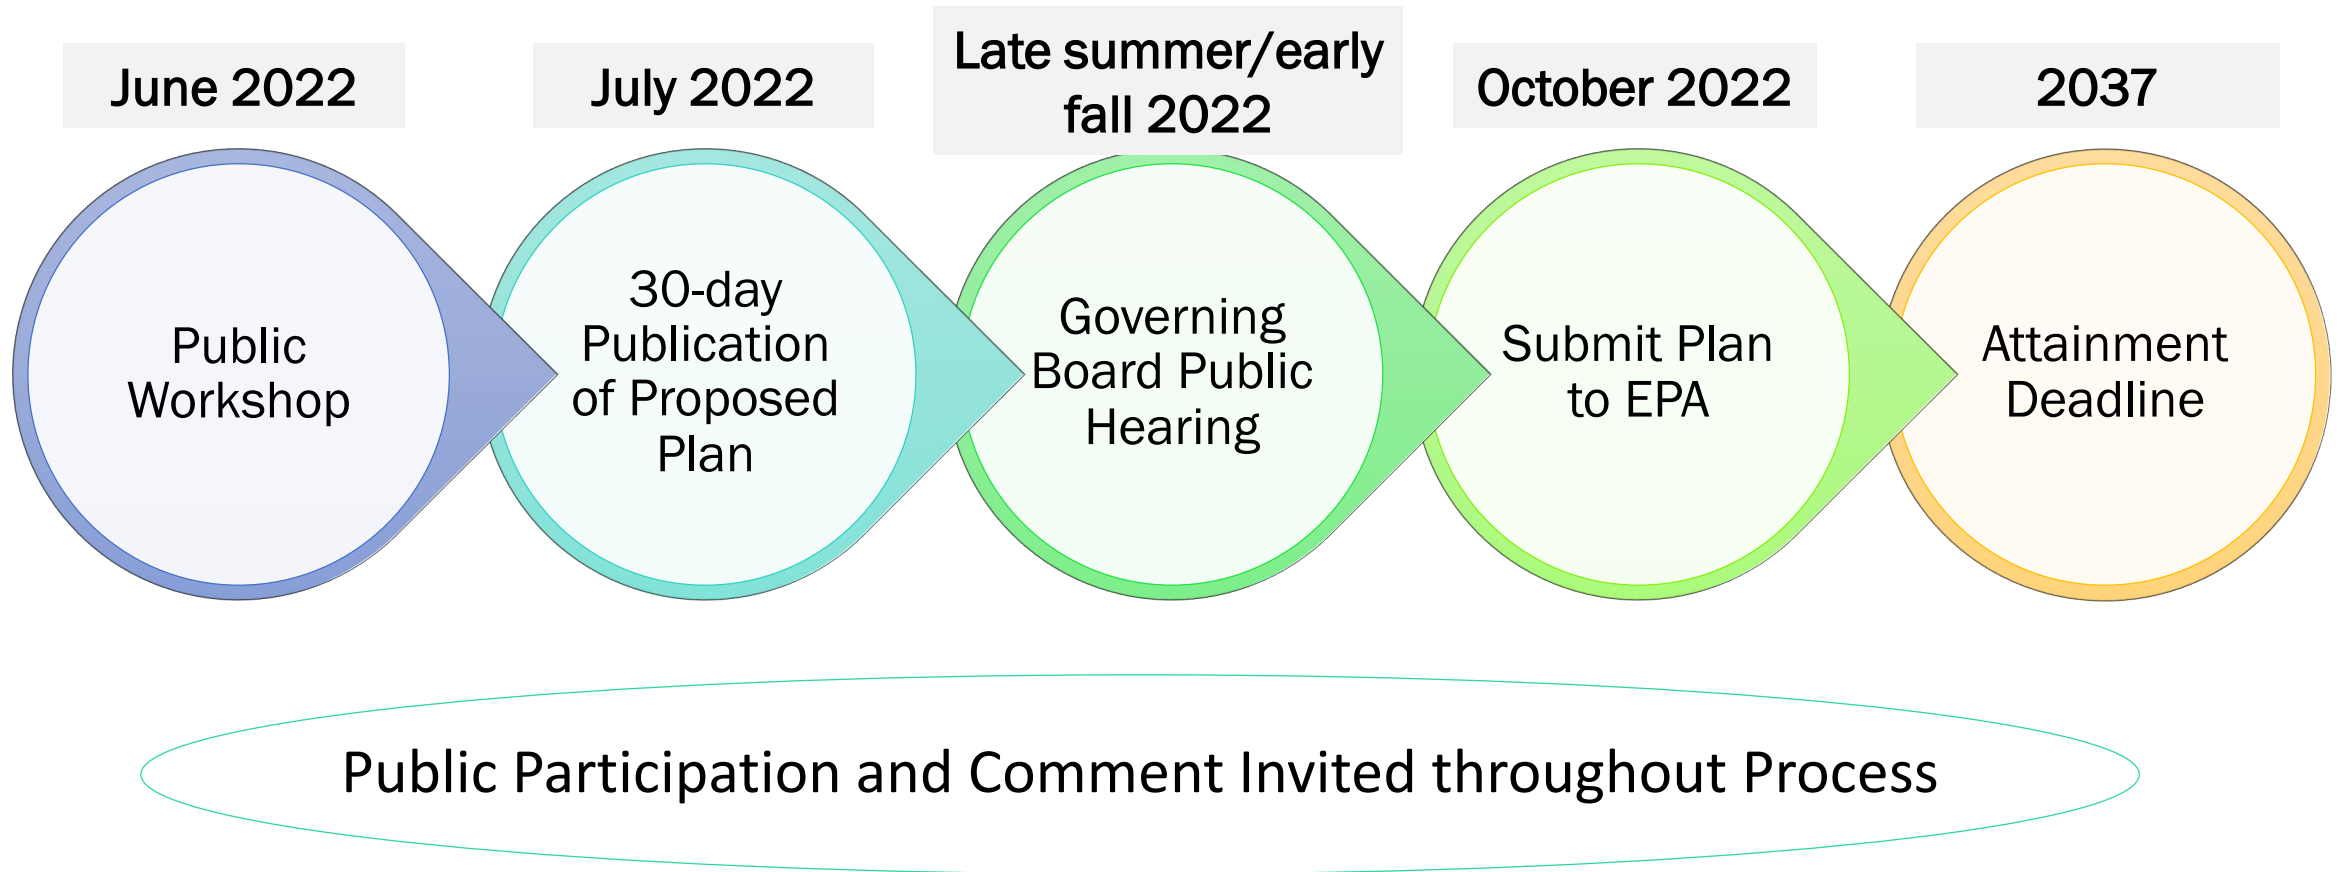 June 2022
July 2022
Late summer/early
fall 2022
October 2022
2037
Public
Workshop
30-day
Publication
of Proposed
Plan
Governing
Board Public
Hearing
Submit Plan
to EPA
Attainment
Deadline
Public Participation and Comment Invited throughout Process